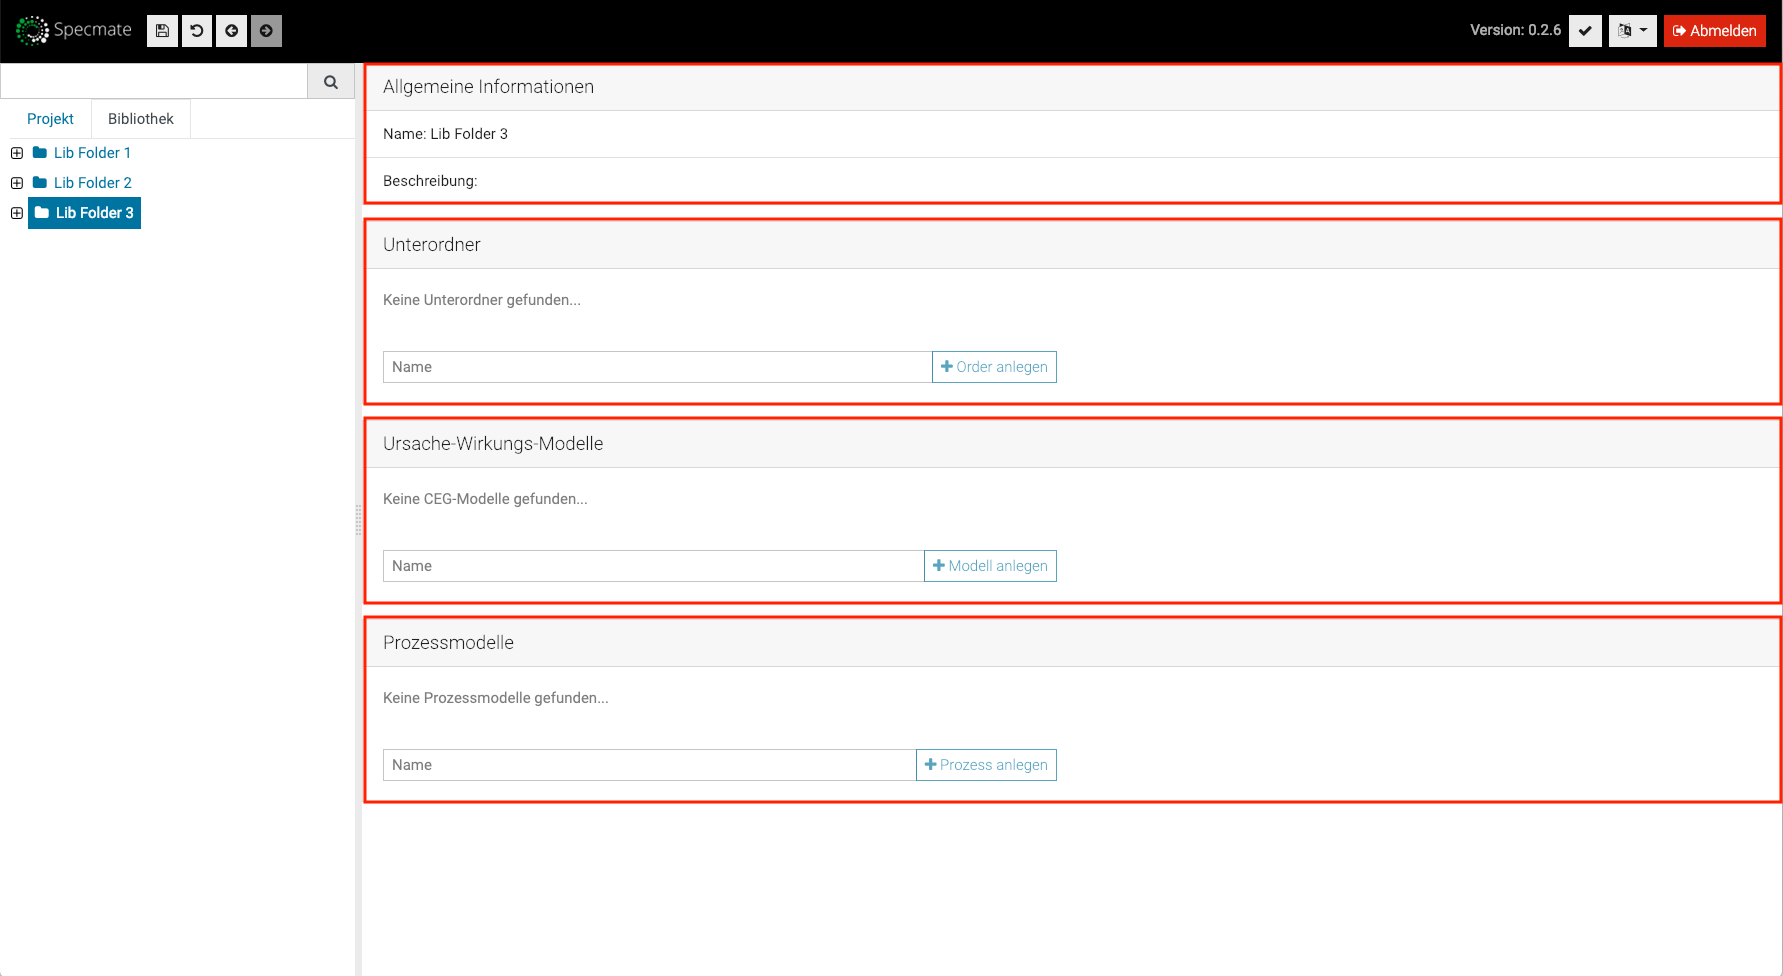 Specmate
Version: 0.2.6
Abmelden
Projekt
Bibliothek
Lib Folder 1
Lib Folder 2
Lib Folder 3
Allgemeine Informationen
Name: Lib Folder 3
Beschreibung:
Unterordner
Keine Unterordner gefunden...
Name
Order anlegen
Ursache-Wirkungs-Modelle
Keine CEG-Modelle gefunden...
Name
Modell anlegen
Prozessmodelle
Keine Prozessmodelle gefunden...
Name
Prozess anlegen